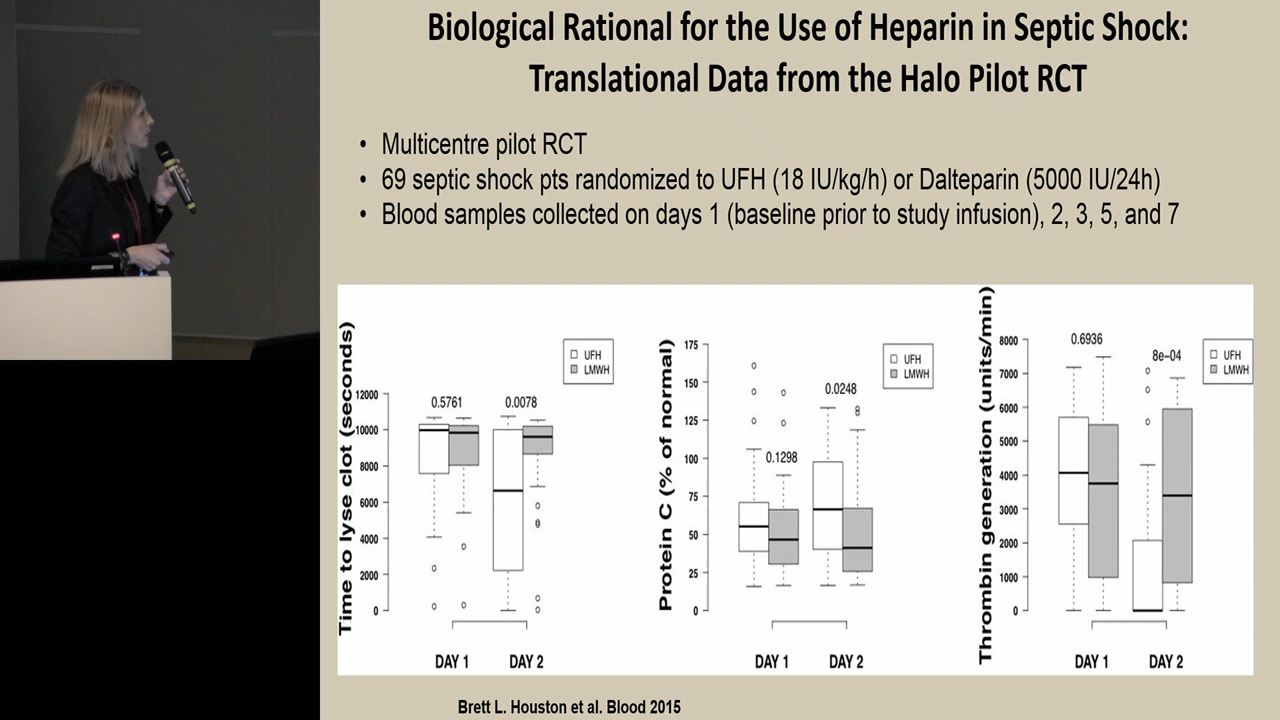 Biological Rational for the Use of Heparin in Septic Shock:
Translational Data from the Halo Pilot RCT
• Multicentre pilot RCT
• 69 septic shock pts randomized to UFH (18 IU/kg/h) or Dalteparin (5000 IU/24h)
• Blood samples collected on days 1 (baseline prior to study infusion), 2, 3, 5, and 7
Time to lyse clot (seconds)
12000
10000
8000
6000
4000
2000
0
0.5761
0.0078
UFH
LMWH
DAY 1
DAY 2
Protein C (% of normal)
175
150
125
100
75
50
25
0
0.1298
0.0248
UFH
LMWH
DAY 1
DAY 2
Thrombin generation (units/min)
8000
7000
6000
5000
4000
3000
2000
1000
0
0.6936
8e-04
UFH
LMWH
DAY 1
DAY 2
Brett L. Houston et al. Blood 2015